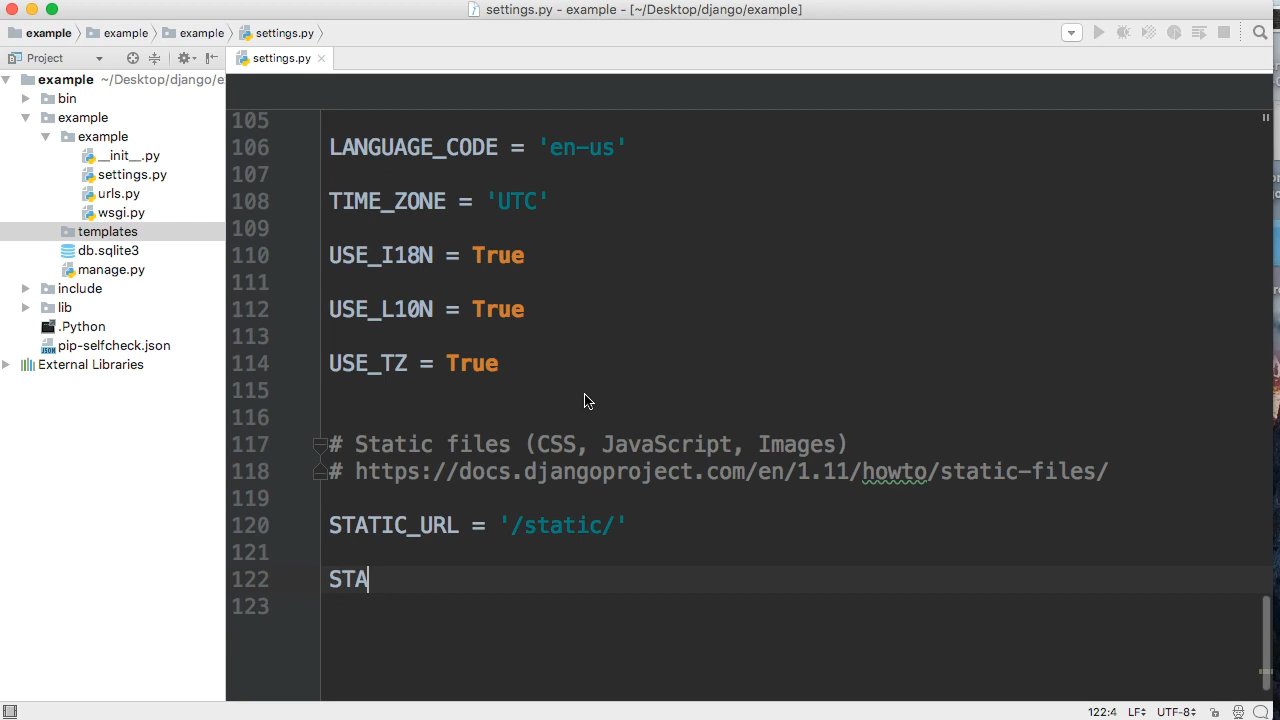 settings.py - example - [~/Desktop/django/example]
example example example settings.py
Project
settings.py
example ~/Desktop/django/e
bin
example
example
__init__.py
settings.py
urls.py
wsgi.py
templates
db.sqlite3
manage.py
include
lib
.Python
pip-selfcheck.json
External Libraries
105
106 LANGUAGE_CODE = 'en-us'
107
108 TIME_ZONE = 'UTC'
109
110 USE_I18N = True
111
112 USE_L10N = True
113
114 USE_TZ = True
115
116
117 # Static files (CSS, JavaScript, Images)
118 # https://docs.djangoproject.com/en/1.11/howto/static-files/
119
120 STATIC_URL = '/static/'
121
122 STA
123
122:4 LF UTF-8